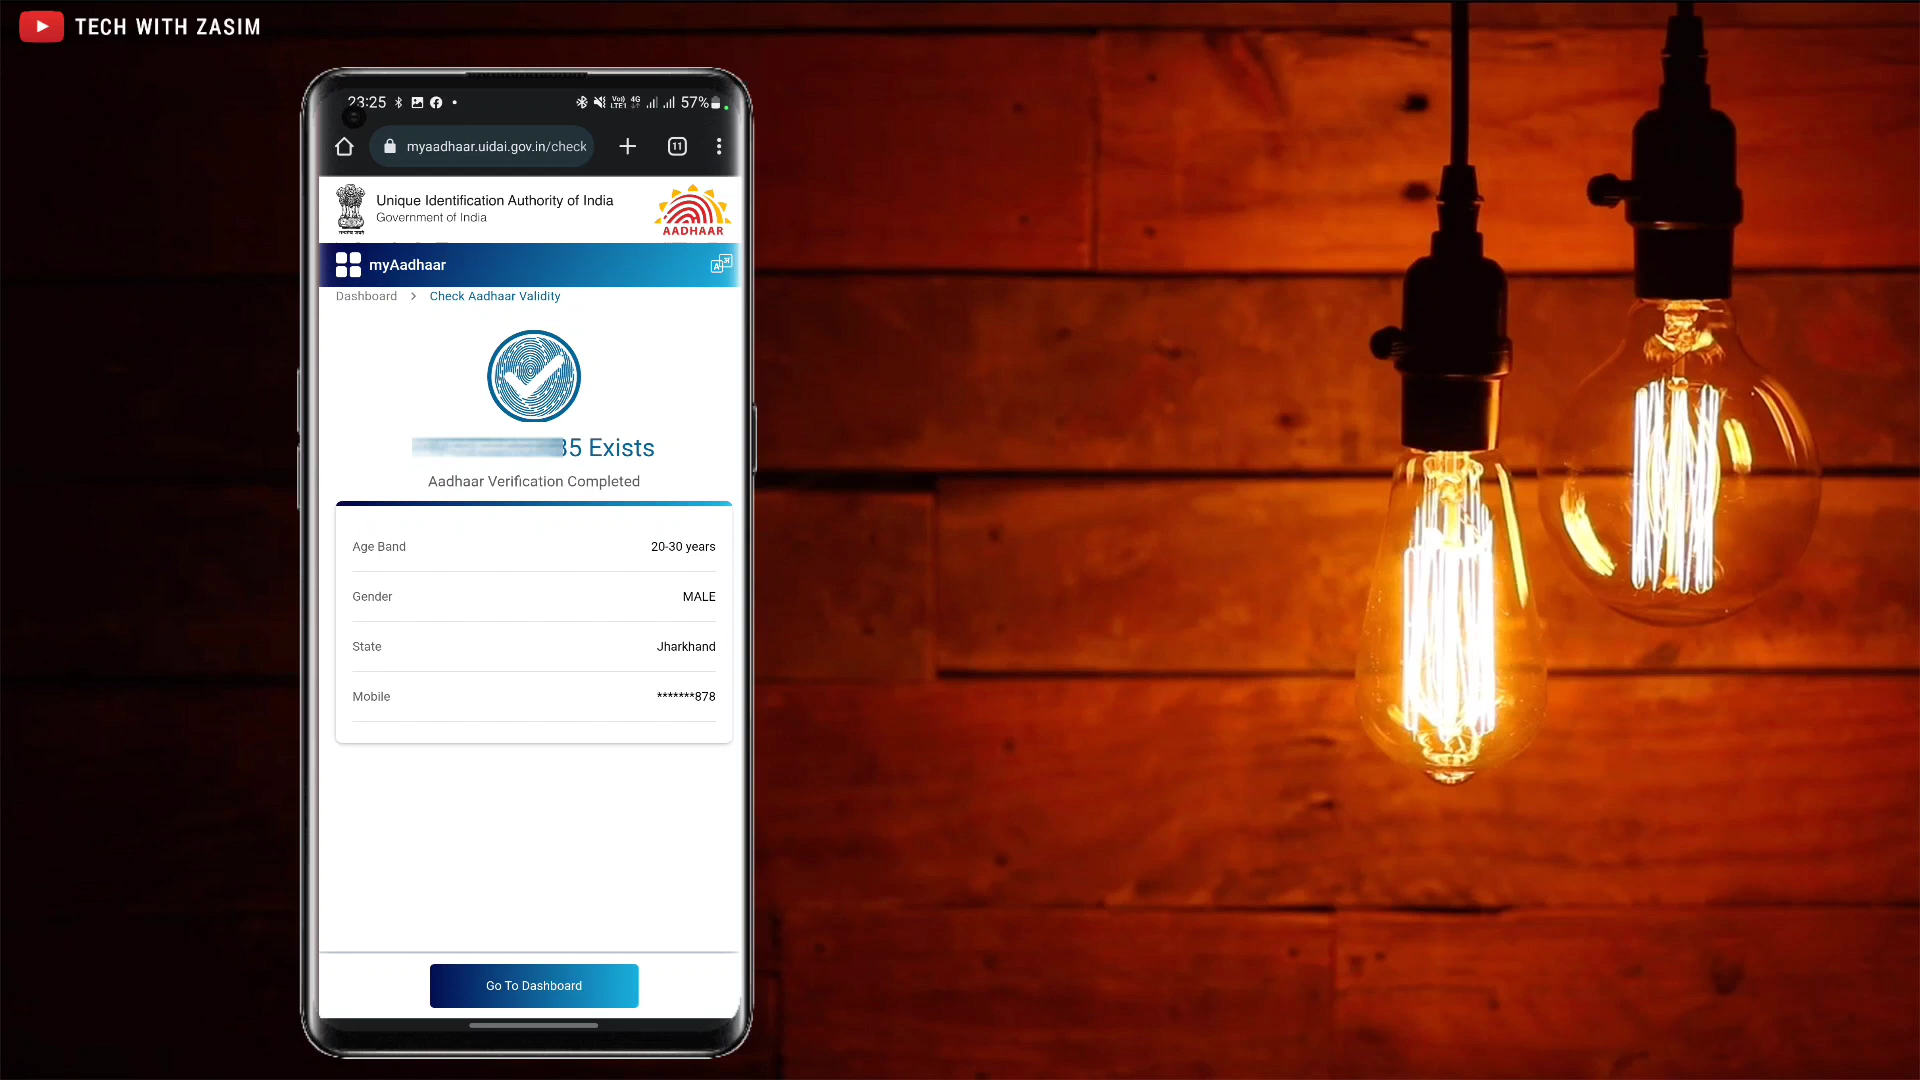 TECH WITH ZASIM
23:25
57%
myaadhaar.uidai.gov.in/check
11
Unique Identification Authority of India
Government of India
AADHAAR
myAadhaar
Dashboard > Check Aadhaar Validity
35 Exists
Aadhaar Verification Completed
Age Band 20-30 years
Gender MALE
State Jharkhand
Mobile *******878
Go To Dashboard